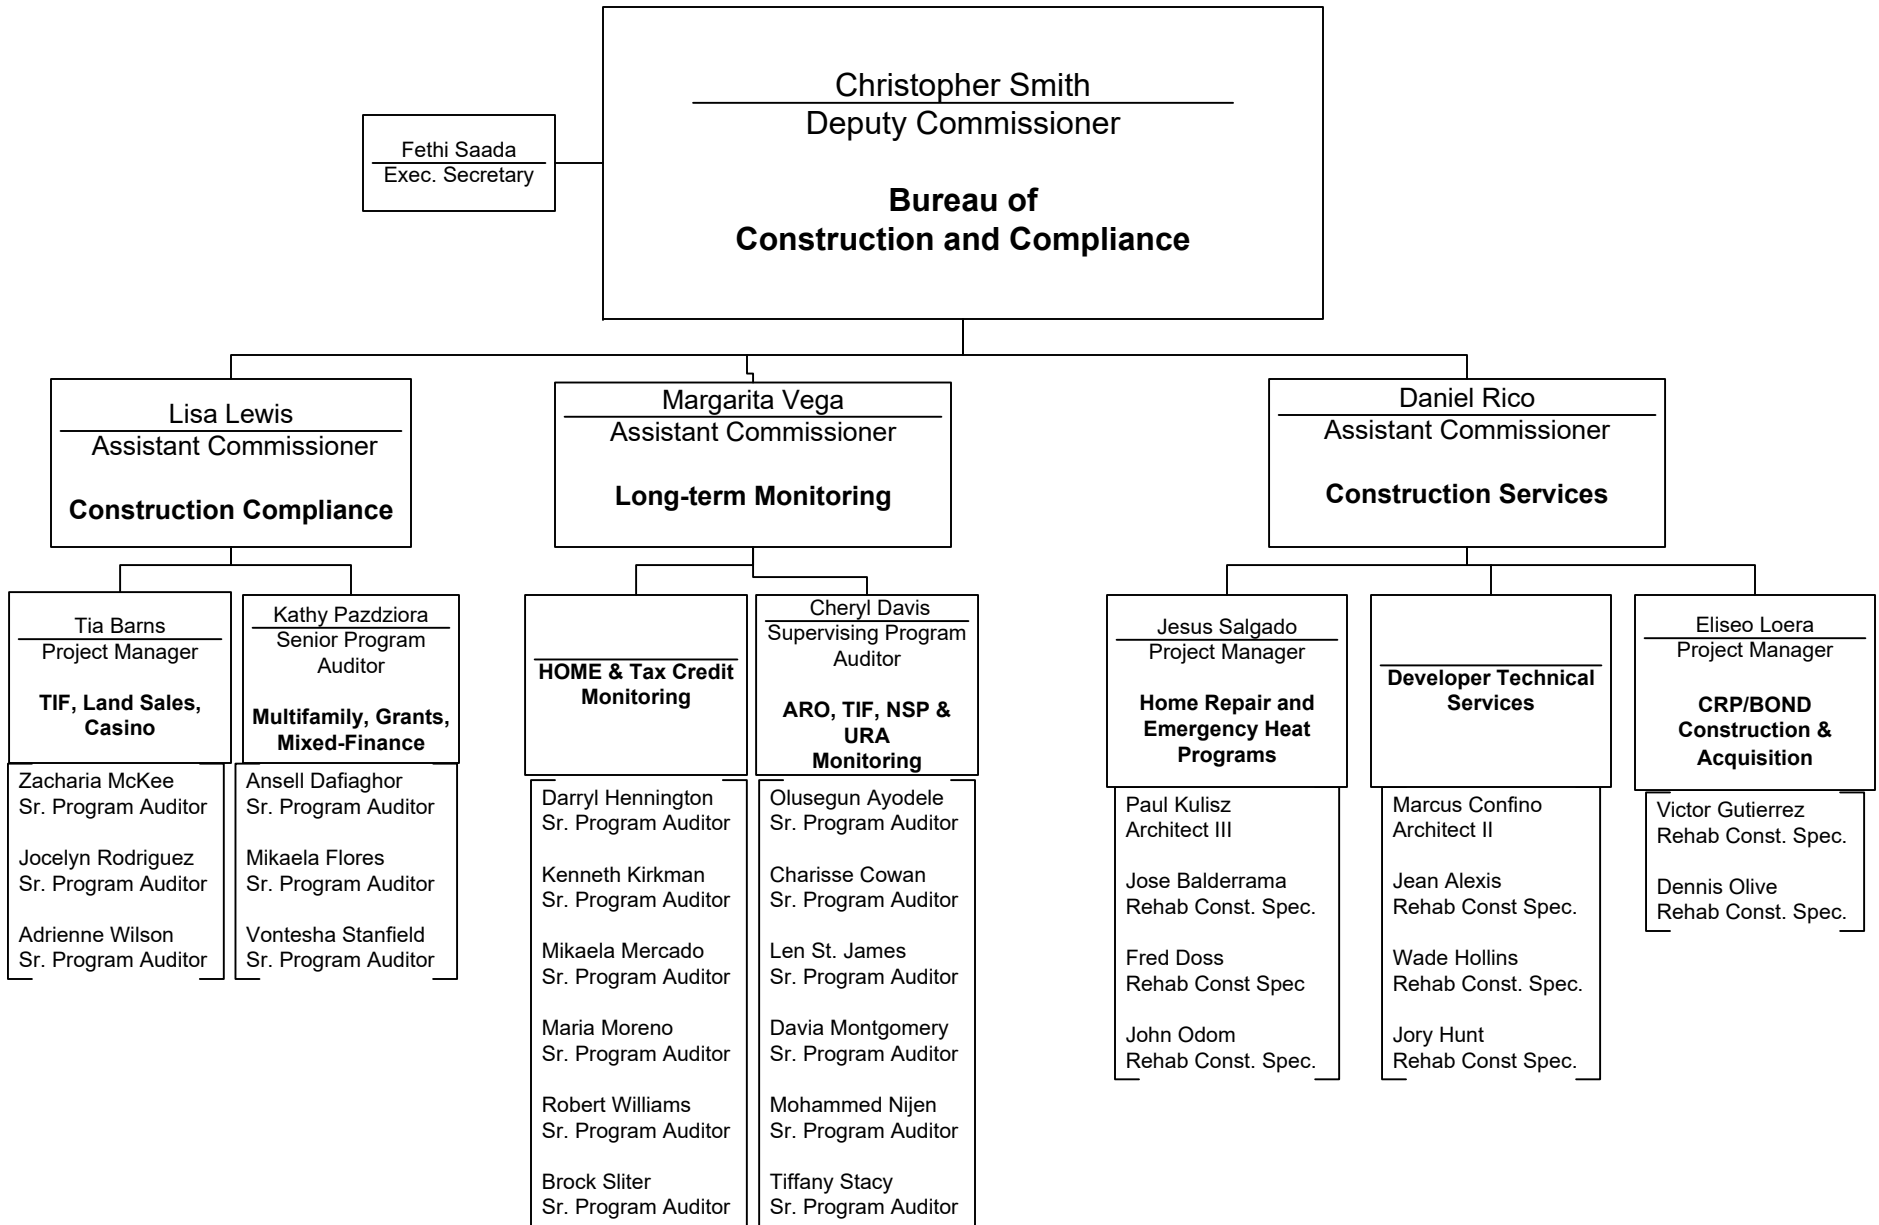 Christopher Smith
Deputy Commissioner
Bureau of
Construction and Compliance
Fethi Saada
Exec. Secretary
Lisa Lewis
Assistant Commissioner
Construction Compliance
Margarita Vega
Assistant Commissioner
Long-term Monitoring
Daniel Rico
Assistant Commissioner
Construction Services
Tia Barns
Project Manager
TIF, Land Sales,
Casino
Zacharia McKee
Sr. Program Auditor
Jocelyn Rodriguez
Sr. Program Auditor
Adrienne Wilson
Sr. Program Auditor
Kathy Pazdziora
Senior Program
Auditor
Multifamily, Grants,
Mixed-Finance
Ansell Dafiaghor
Sr. Program Auditor
Mikaela Flores
Sr. Program Auditor
Vontesha Stanfield
Sr. Program Auditor
HOME & Tax Credit
Monitoring
Darryl Hennington
Sr. Program Auditor
Kenneth Kirkman
Sr. Program Auditor
Mikaela Mercado
Sr. Program Auditor
Maria Moreno
Sr. Program Auditor
Robert Williams
Sr. Program Auditor
Brock Sliter
Sr. Program Auditor
Cheryl Davis
Supervising Program
Auditor
ARO, TIF, NSP &
URA
Monitoring
Olusegun Ayodele
Sr. Program Auditor
Charisse Cowan
Sr. Program Auditor
Len St. James
Sr. Program Auditor
Davia Montgomery
Sr. Program Auditor
Mohammed Nijen
Sr. Program Auditor
Tiffany Stacy
Sr. Program Auditor
Jesus Salgado
Project Manager
Home Repair and
Emergency Heat
Programs
Paul Kulisz
Architect III
Jose Balderrama
Rehab Const. Spec.
Fred Doss
Rehab Const Spec
John Odom
Rehab Const. Spec.
Developer Technical
Services
Marcus Confino
Architect II
Jean Alexis
Rehab Const Spec.
Wade Hollins
Rehab Const. Spec.
Jory Hunt
Rehab Const Spec.
Eliseo Loera
Project Manager
CRP/BOND
Construction &
Acquisition
Victor Gutierrez
Rehab Const. Spec.
Dennis Olive
Rehab Const. Spec.